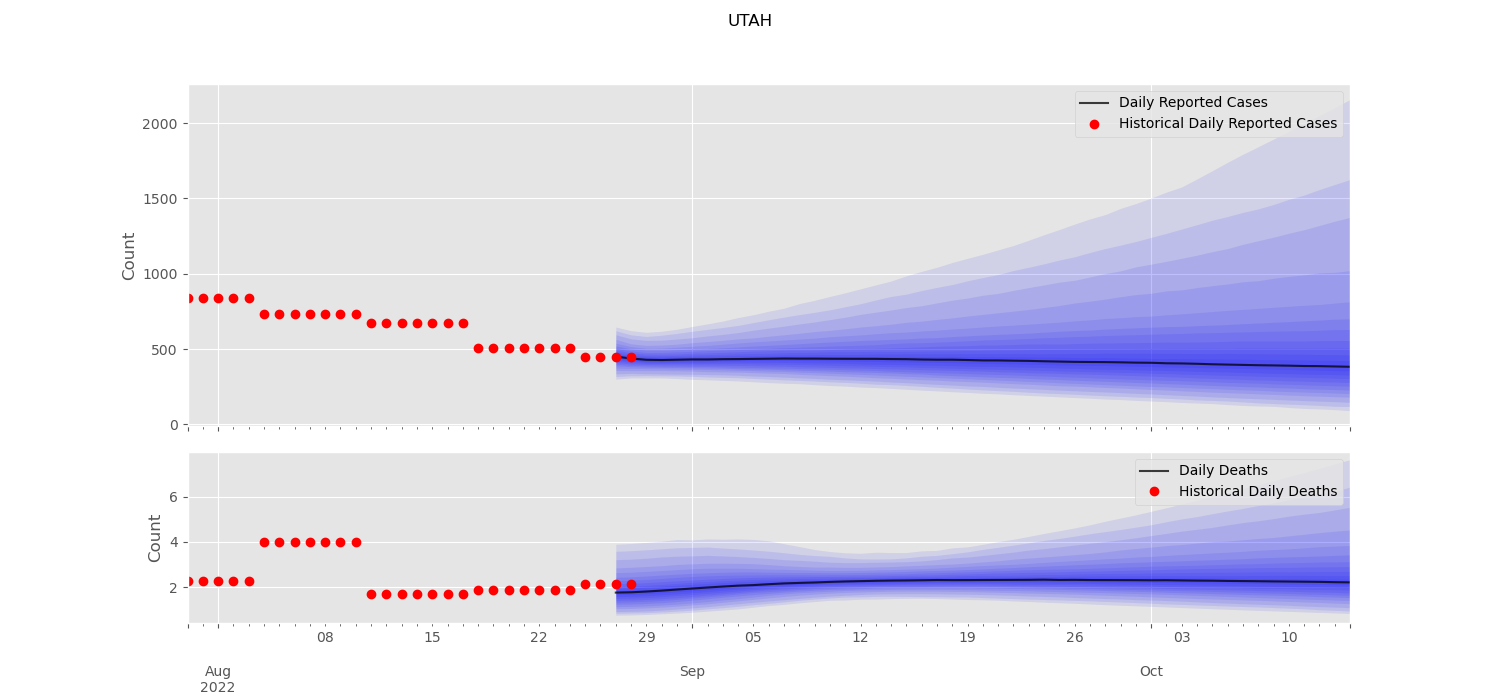 UTAH
Count
2000
1500
1000
500
0
Daily Reported Cases
Historical Daily Reported Cases
Count
6
4
2
Daily Deaths
Historical Daily Deaths
08 15 22 29 05 12 19 26 03 10
Aug Sep Oct
2022